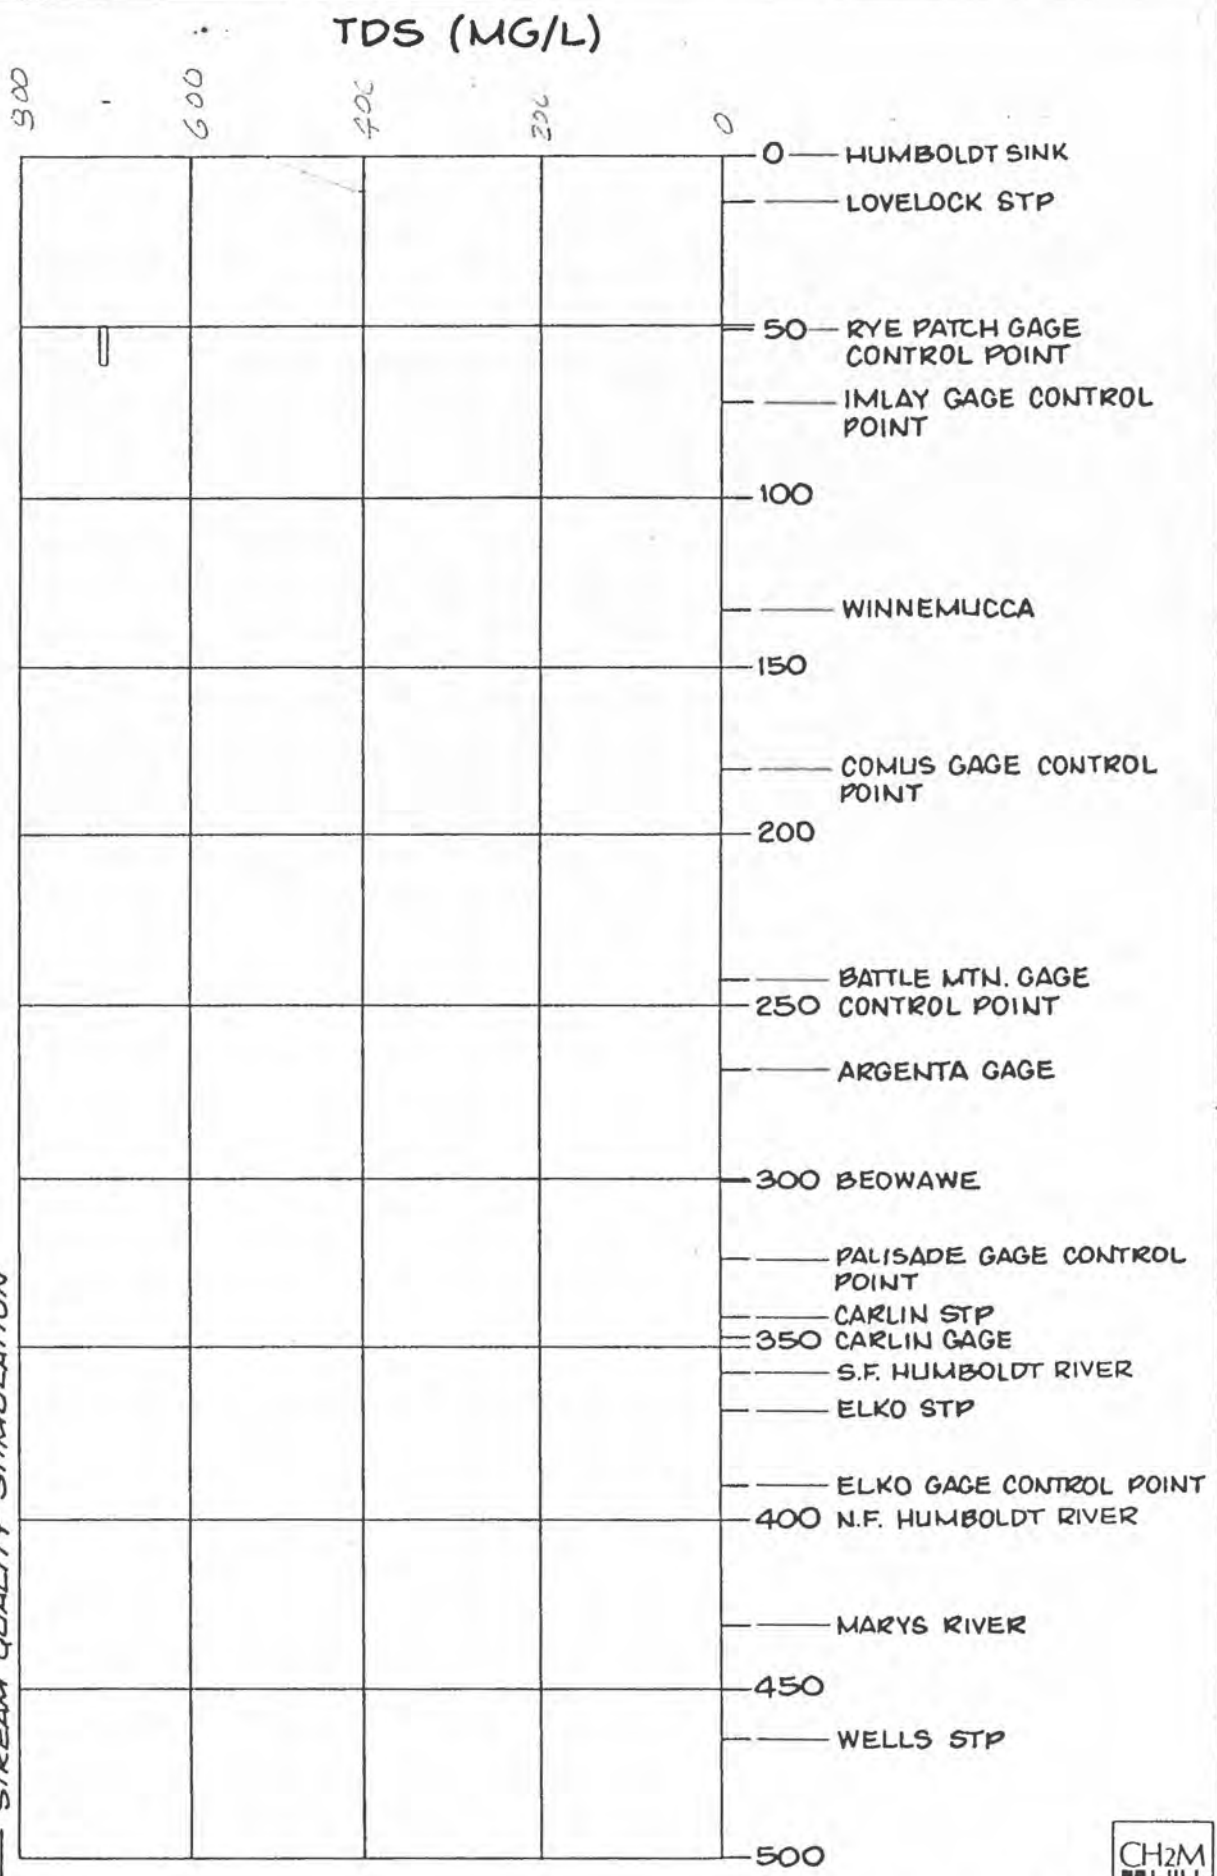 TDS (MG/L)
800
600
400
200
0
0 HUMBOLDT SINK
LOVELOCK STP
50 RYE PATCH GAGE
CONTROL POINT
IMLAY GAGE CONTROL
POINT
100
WINNEMUCCA
150
COMUS GAGE CONTROL
POINT
200
BATTLE MTN. GAGE
250 CONTROL POINT
ARGENTA GAGE
300 BEOWAWE
PALISADE GAGE CONTROL
POINT
CARLIN STP
350 CARLIN GAGE
S.F. HUMBOLDT RIVER
ELKO STP
ELKO GAGE CONTROL POINT
400 N.F. HUMBOLDT RIVER
MARYS RIVER
450
WELLS STP
500
STREAM QUALITY SIMULATION
CH2M